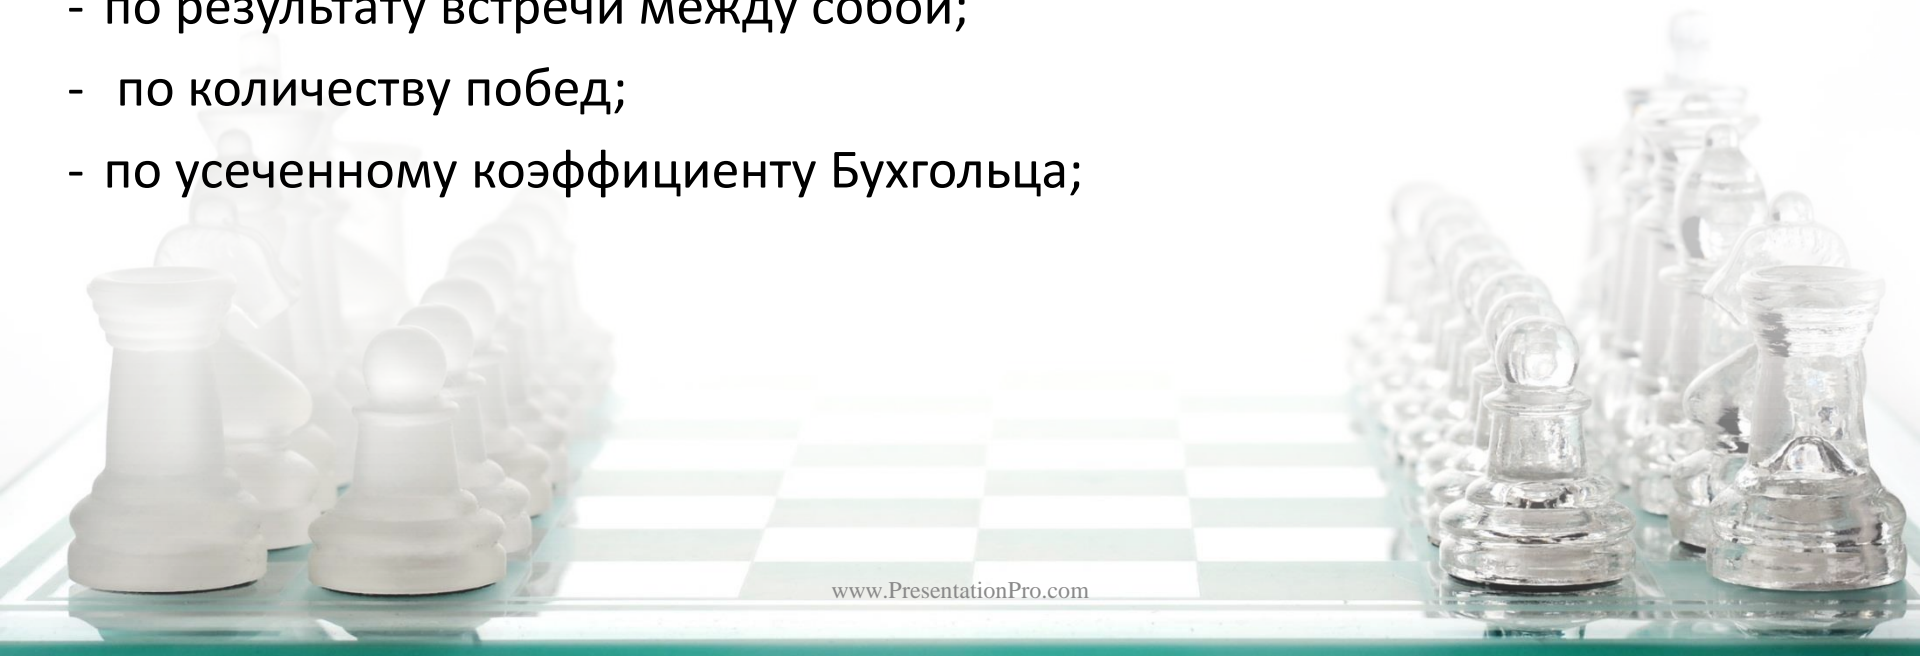 - по результату встречи между собой;
- по количеству побед;
- по усеченному коэффициенту Бухгольца;
www.PresentationPro.com